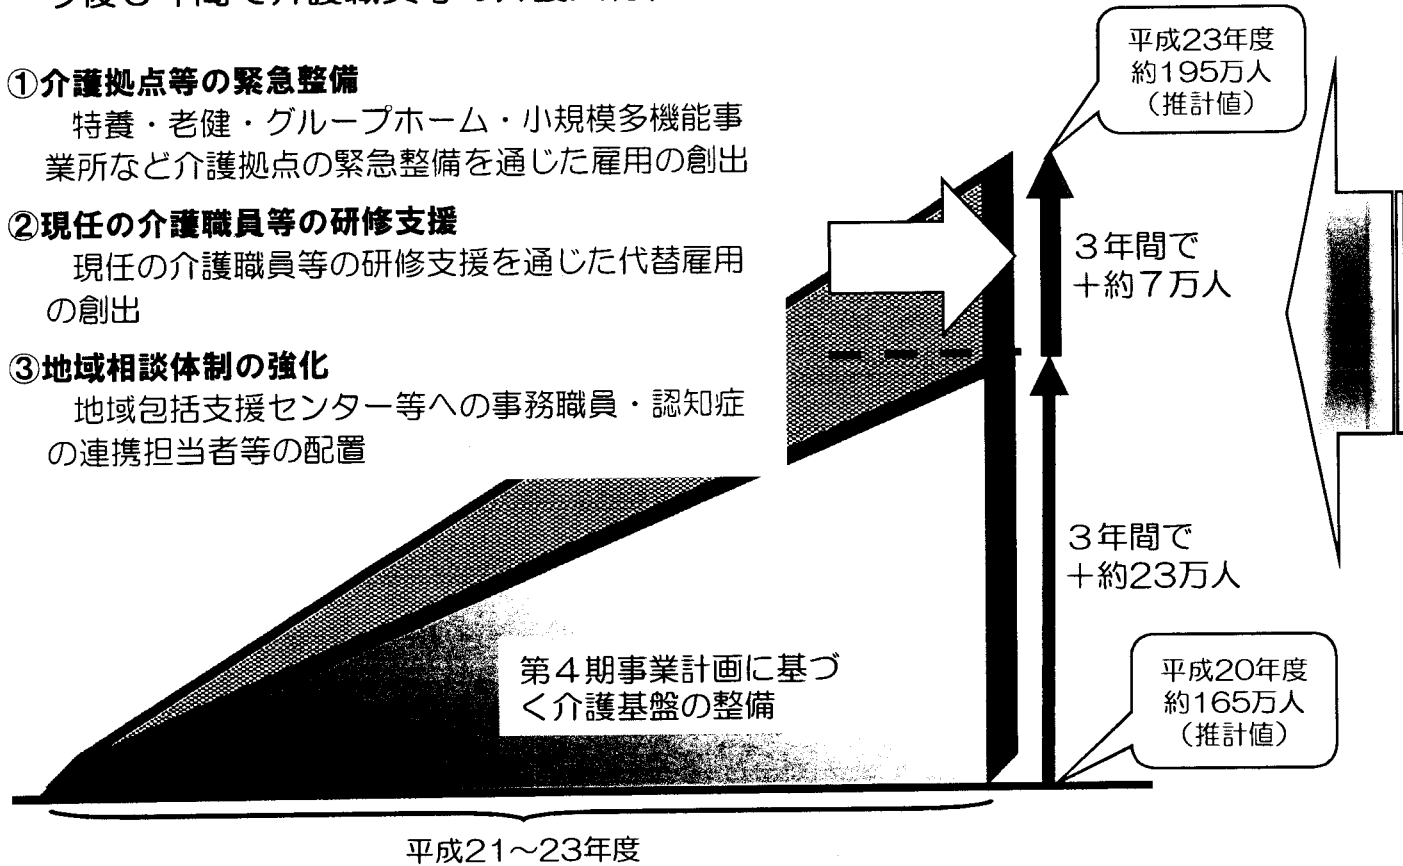 ①介護拠点等の緊急整備
特養・老健・グループホーム・小規模多機能事
業所など介護拠点の緊急整備を通じた雇用の創出
②現任の介護職員等の研修支援
現任の介護職員等の研修支援を通じた代替雇用
の創出
③地域相談体制の強化
地域包括支援センター等への事務職員・認知症
の連携担当者等の配置
平成23年度
約195万人
（推計値）
3年間で
＋約7万人
3年間で
＋約23万人
第4期事業計画に基づ
く介護基盤の整備
平成20年度
約165万人
（推計値）
平成21～23年度